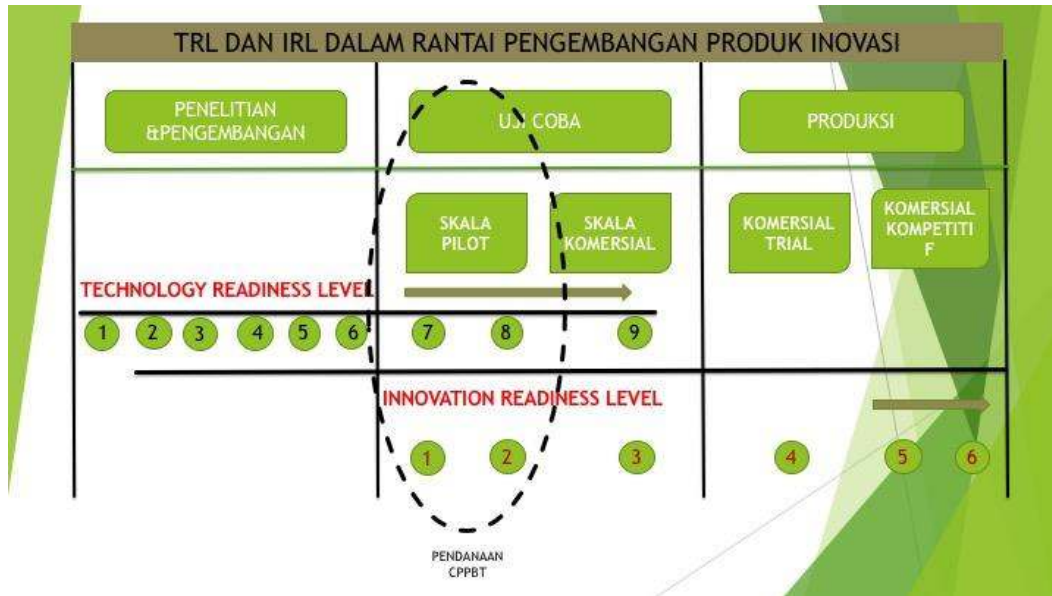 TRL DAN IRL DALAM RANTAI PENGEMBANGAN PRODUK INOVASI
PENELITIAN
&PENGEMBANGAN
UJI COBA
PRODUKSI
SKALA
PILOT
SKALA
KOMERSIAL
KOMERSIAL
TRIAL
KOMERSIAL
KOMPETITI
F
TECHNOLOGY READINESS LEVEL
1 2 3 4 5 6 7 8 9
INNOVATION READINESS LEVEL
1 2 3 4 5 6
PENDANAAN
CPPBT